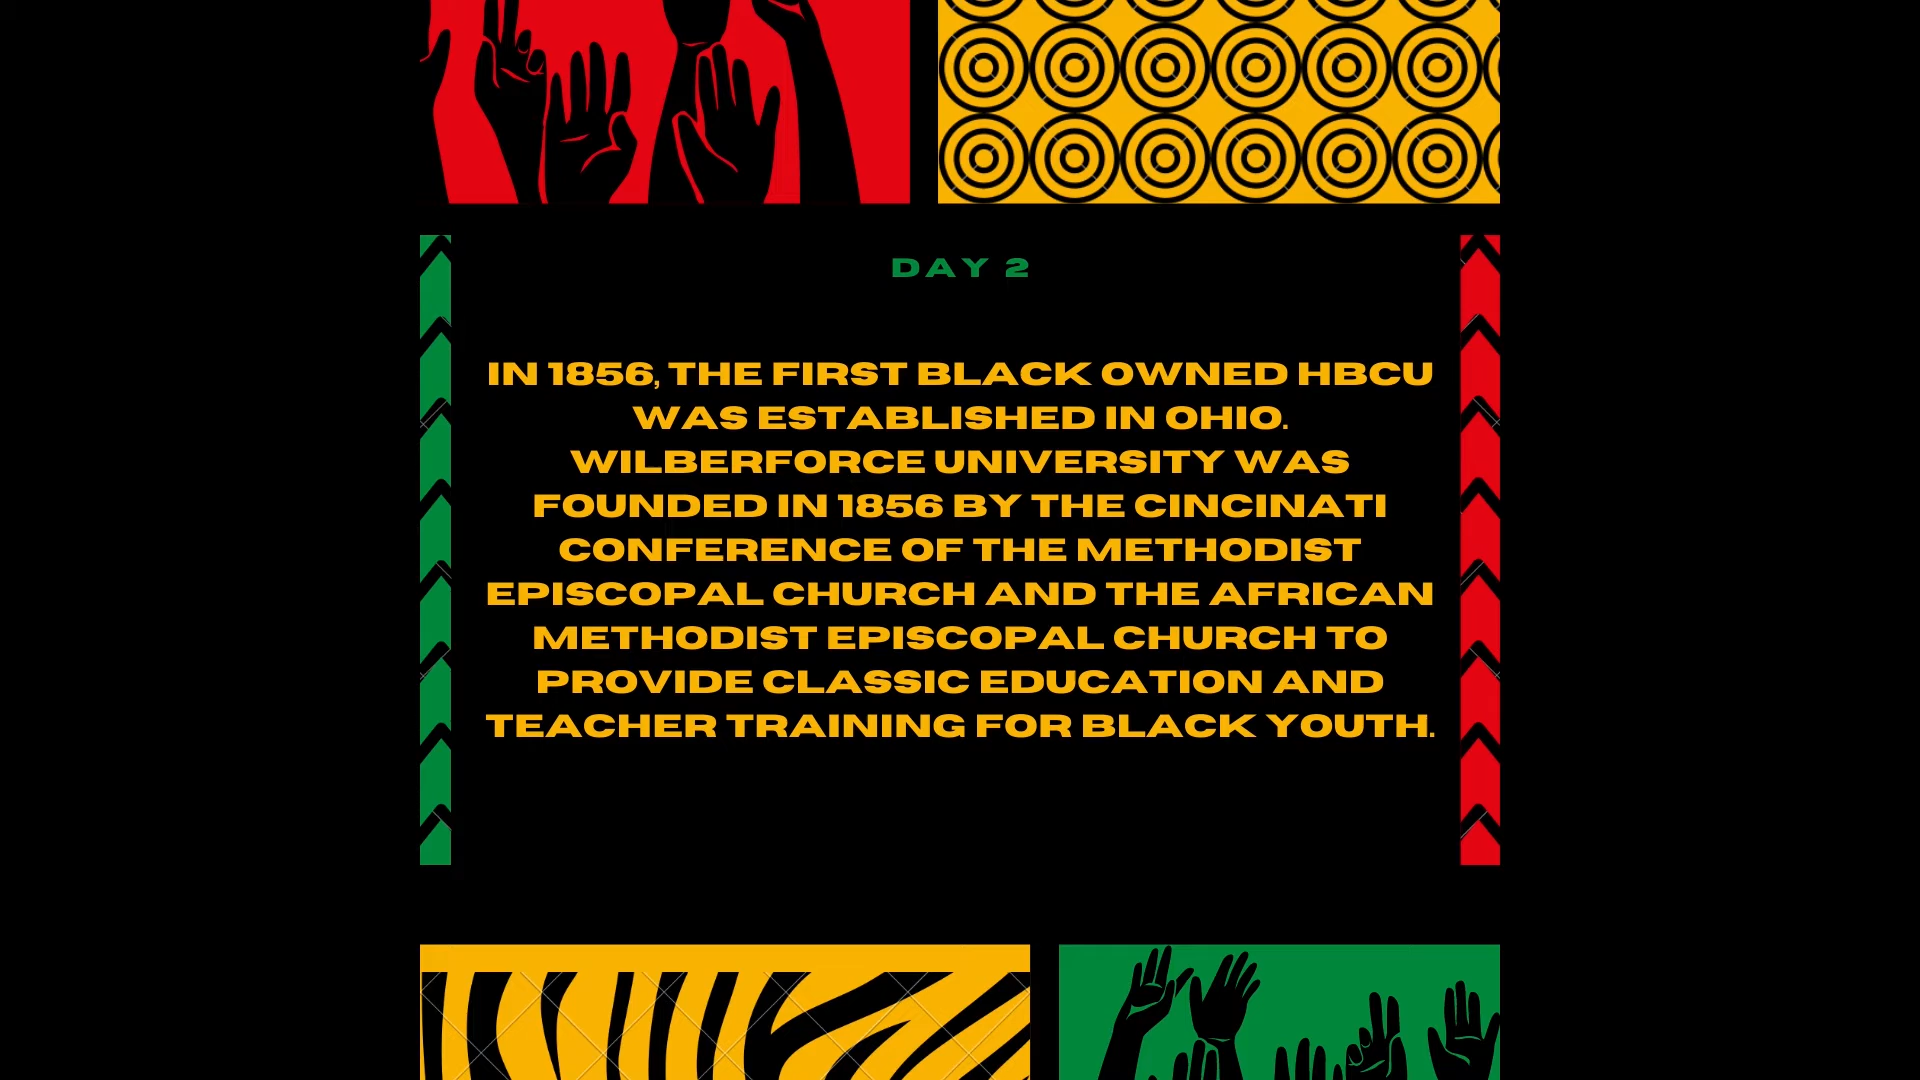 DAY 2
IN 1856, THE FIRST BLACK OWNED HBCU
WAS ESTABLISHED IN OHIO.
WILBERFORCE UNIVERSITY WAS
FOUNDED IN 1856 BY THE CINCINATI
CONFERENCE OF THE METHODIST
EPISCOPAL CHURCH AND THE AFRICAN
METHODIST EPISCOPAL CHURCH TO
PROVIDE CLASSIC EDUCATION AND
TEACHER TRAINING FOR BLACK YOUTH.